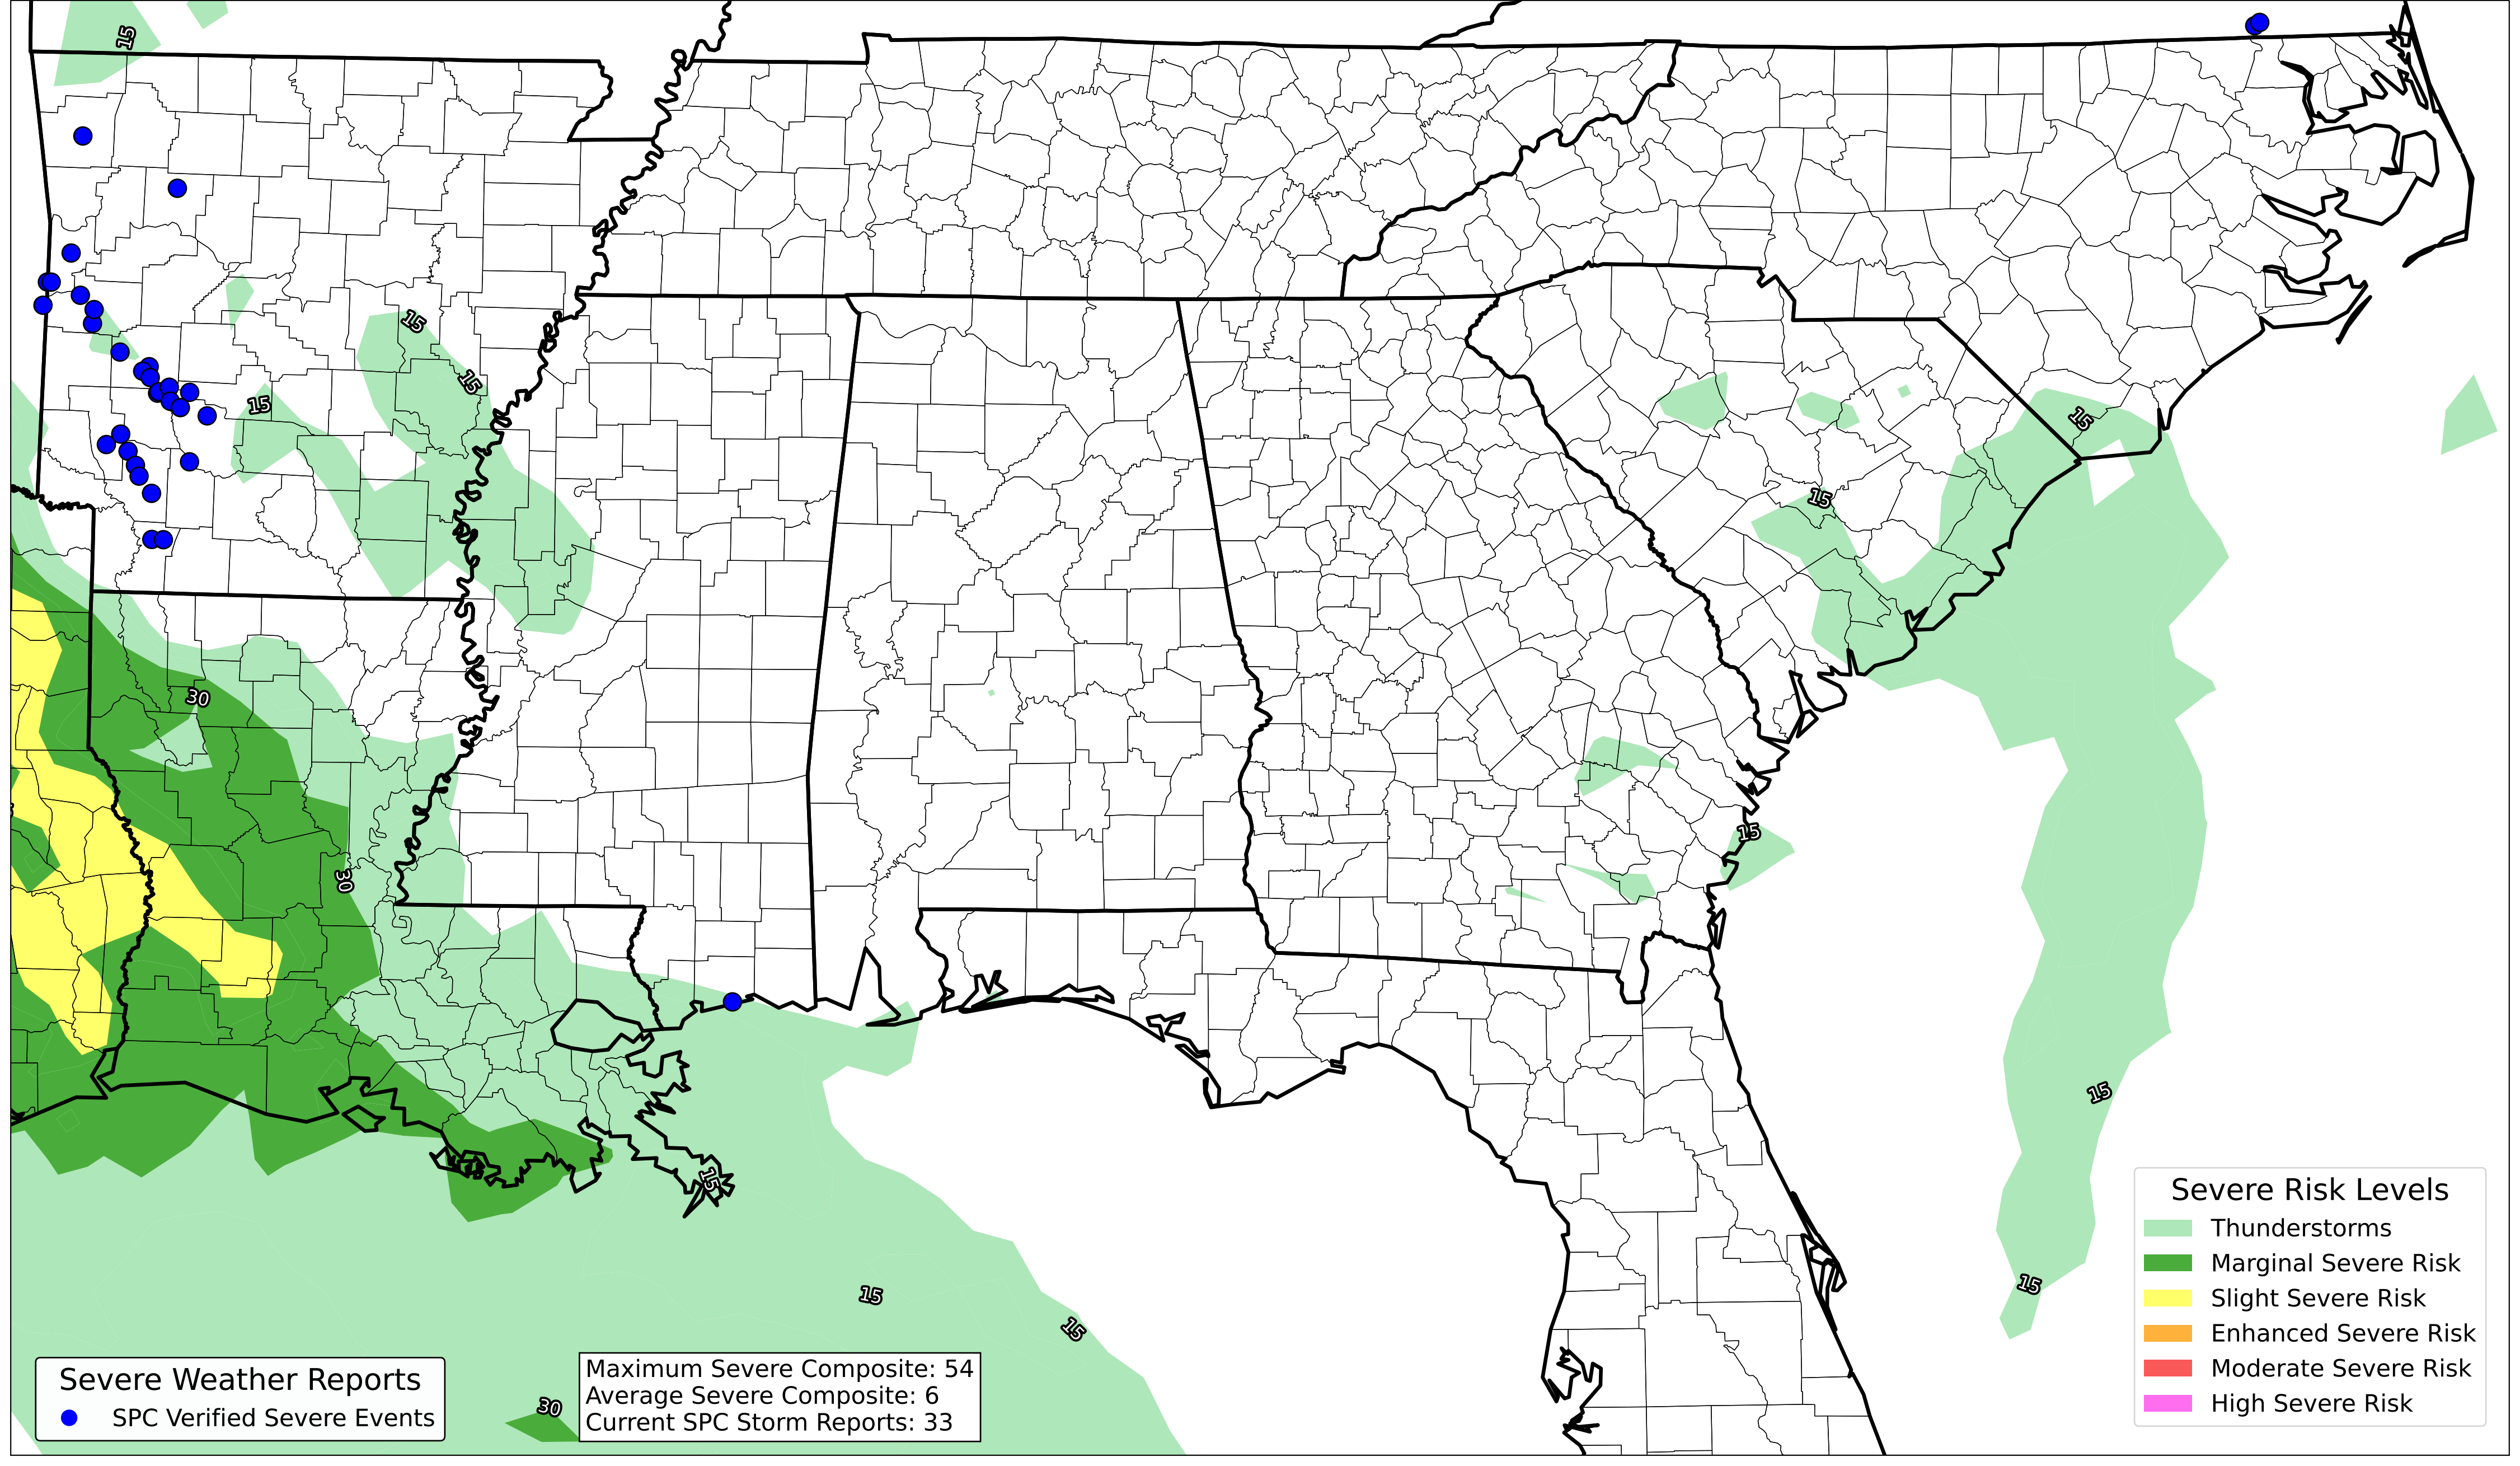 15
15
15
15
15
15
30
15
30
15
15
15
15
15
30
Severe Weather Reports
SPC Verified Severe Events
Maximum Severe Composite: 54
Average Severe Composite: 6
Current SPC Storm Reports: 33
Severe Risk Levels
Thunderstorms
Marginal Severe Risk
Slight Severe Risk
Enhanced Severe Risk
Moderate Severe Risk
High Severe Risk